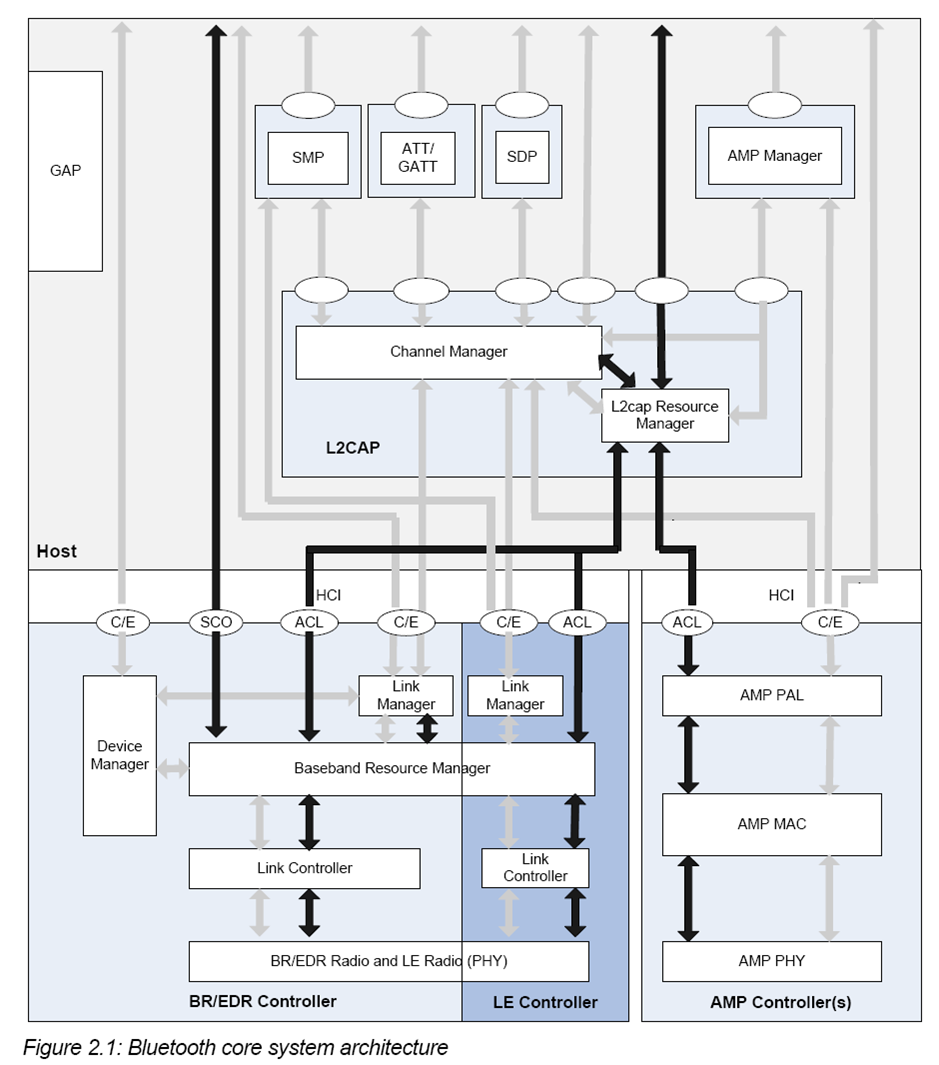 GAP
SMP
ATT/
GATT
SDP
AMP Manager
Channel Manager
L2cap Resource
Manager
L2CAP
Host
HCI
HCI
C/E
SCO
ACL
C/E
C/E
ACL
ACL
C/E
Device
Manager
Link
Manager
Link
Manager
Baseband Resource Manager
Link Controller
Link
Controller
BR/EDR Radio and LE Radio (PHY)
BR/EDR Controller
LE Controller
AMP PAL
AMP MAC
AMP PHY
AMP Controller(s)
Figure 2.1: Bluetooth core system architecture